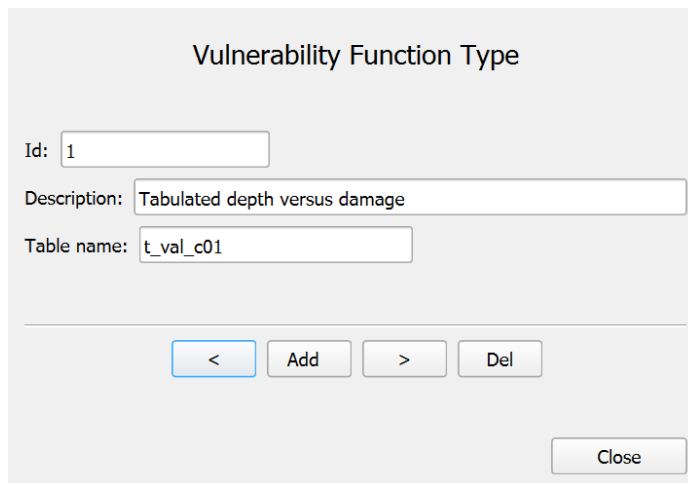 Vulnerability Function Type
Id: 1
Description: Tabulated depth versus damage
Table name: t_val_c01
< Add > Del
Close